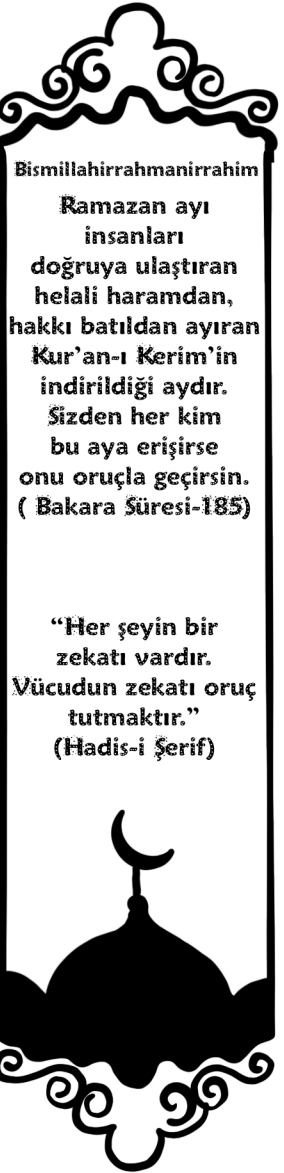 Bismillahirrahmanirrahim
Ramazan ayı
insanları
doğruya ulaştıran
helali haramdan,
hakkı batıldan ayıran
Kur'an-ı Kerim'in
indirildiği aydır.
Sizden her kim
bu aya erişirse
onu oruçla geçirsin.
( Bakara Süresi-185)
“Her şeyin bir
zekatı vardır.
Vücudun zekatı oruç
tutmaktır.”
(Hadis-i Şerif)